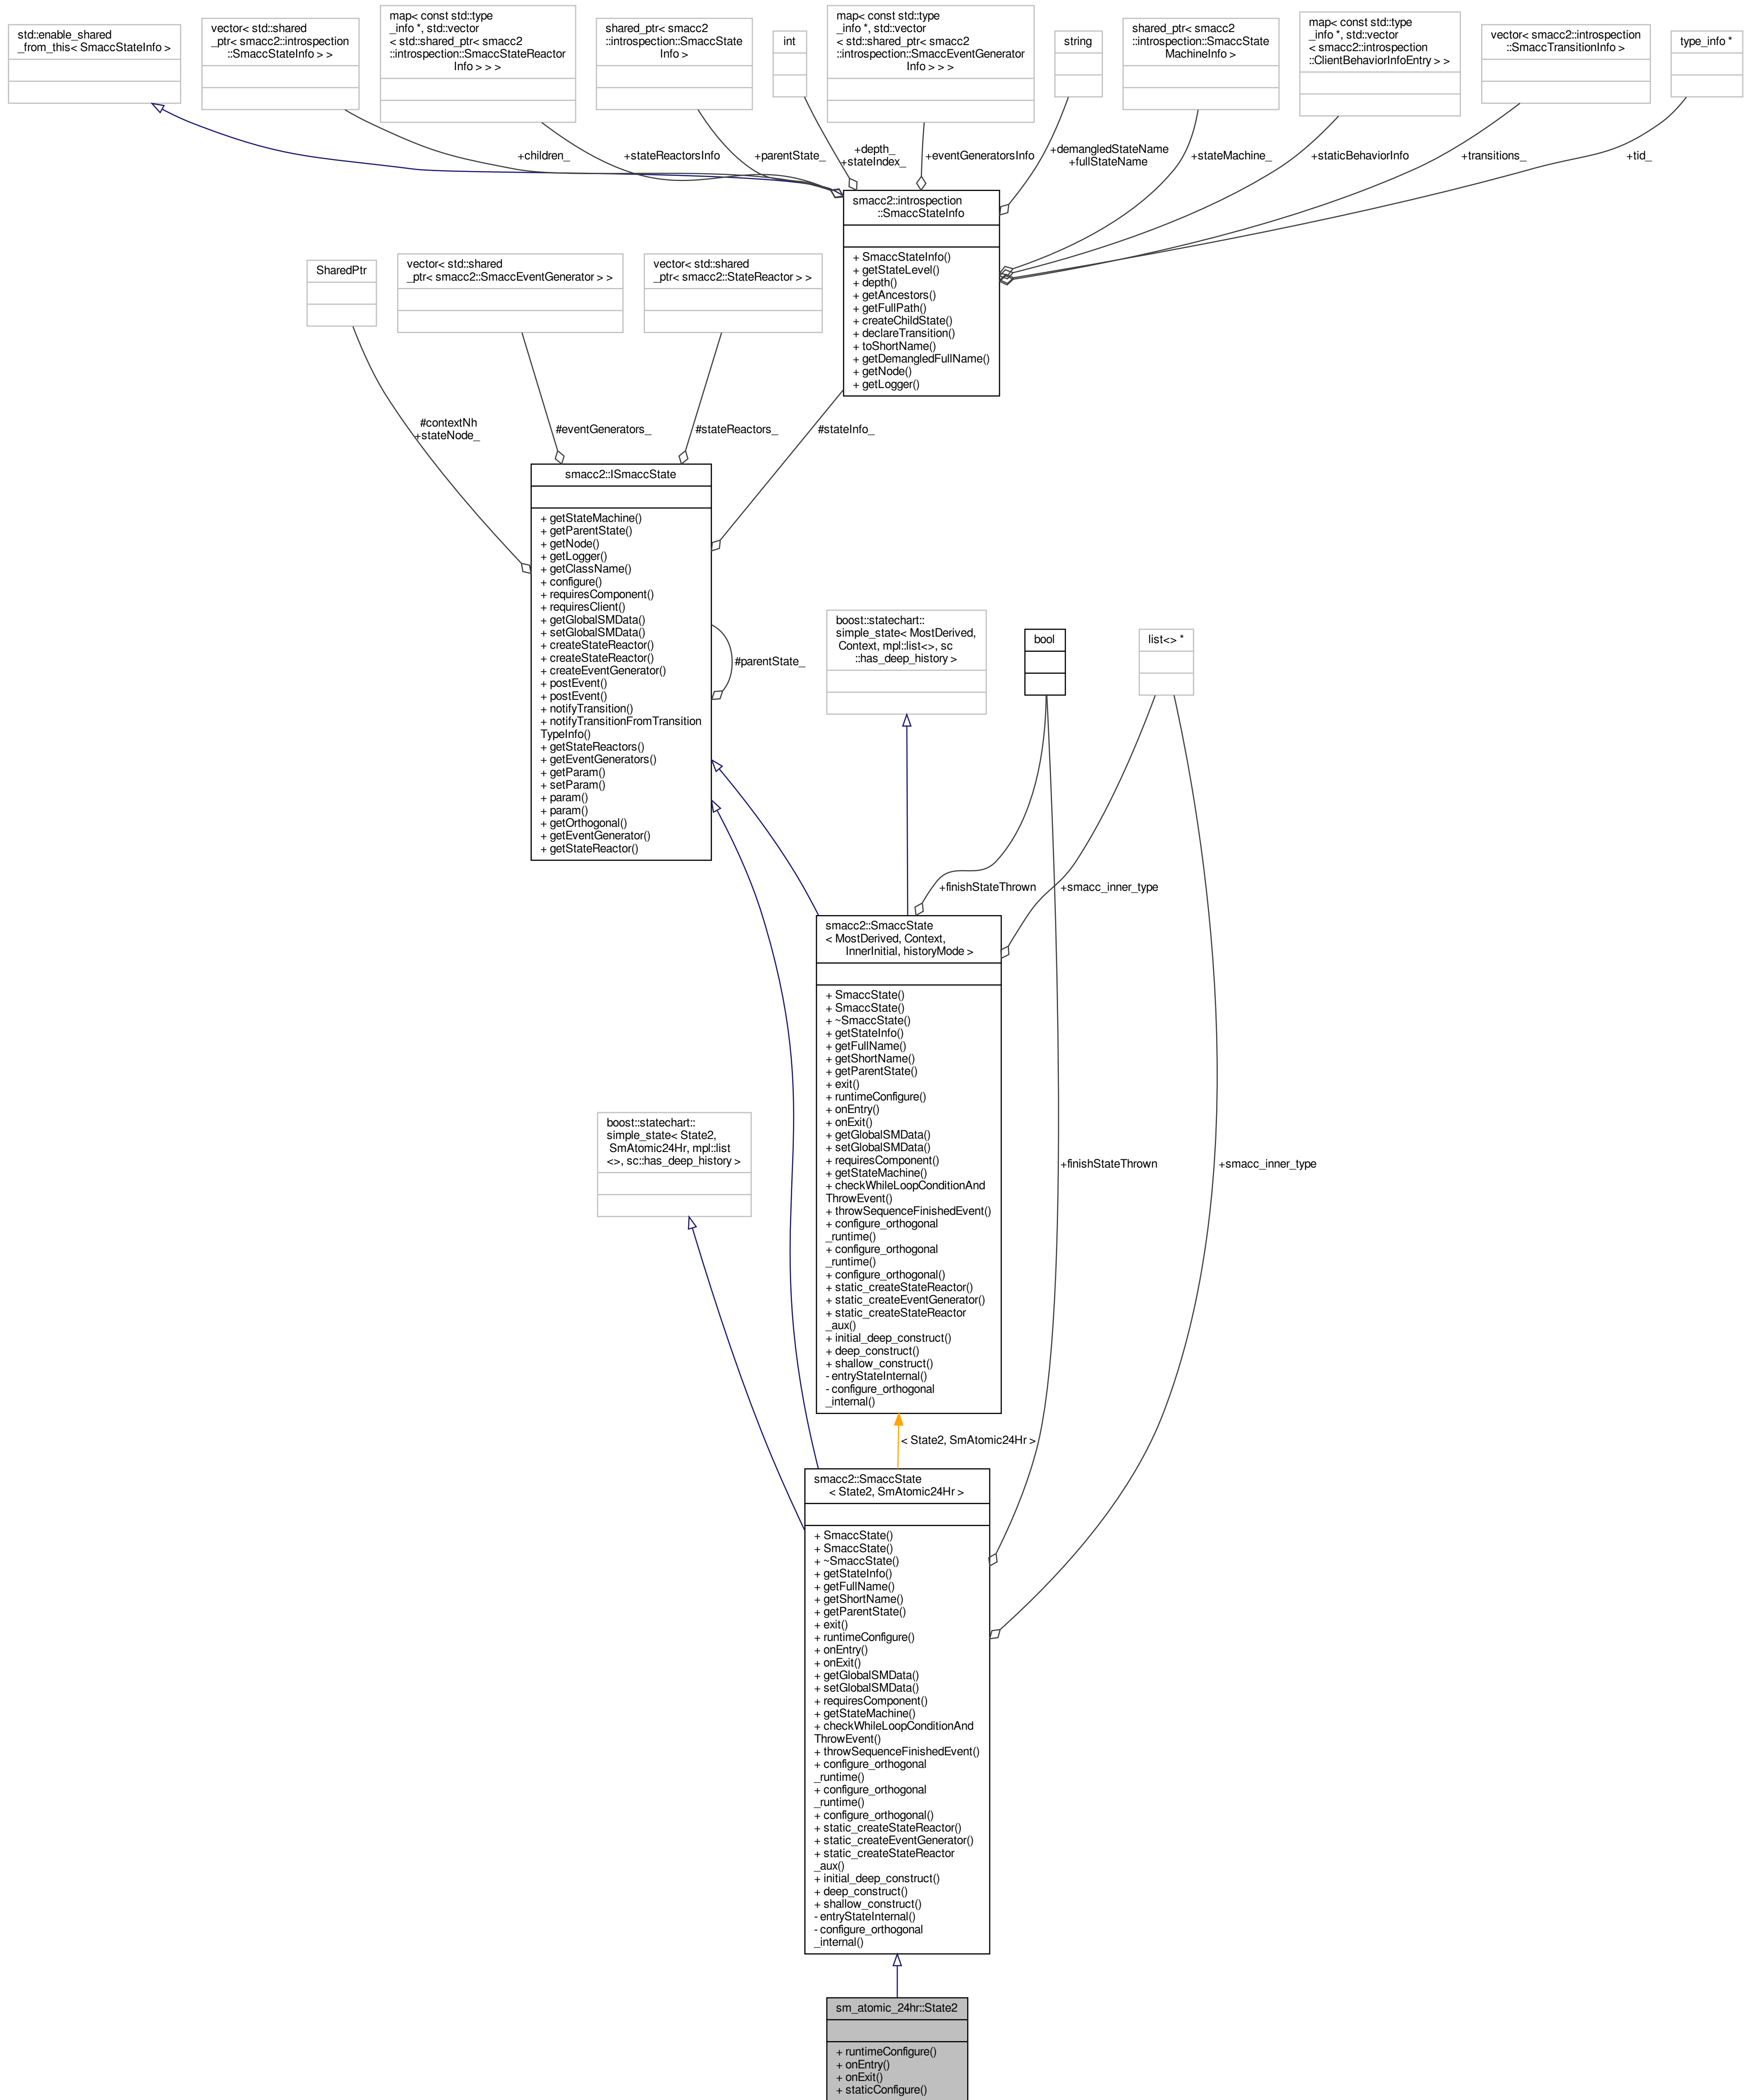 std::enable_shared
_from_this< SmaccStateInfo >
vector< std::shared
_ptr< smacc2::introspection
::SmaccStateInfo > >
map< const std::type
_info *, std::vector
< std::shared_ptr< smacc2
::introspection::SmaccStateReactor
Info > > >
shared_ptr< smacc2
::introspection::SmaccState
Info >
int
map< const std::type
_info *, std::vector
< std::shared_ptr< smacc2
::introspection::SmaccEventGenerator
Info > > >
string
shared_ptr< smacc2
::introspection::SmaccState
MachineInfo >
map< const std::type
_info *, std::vector
< smacc2::introspection
::ClientBehaviorInfoEntry > >
vector< smacc2::introspection
::SmaccTransitionInfo >
type_info *
+children_
+stateReactorsInfo
+parentState_
+depth_
+stateIndex_
+eventGeneratorsInfo
+demangledStateName
+fullStateName
+stateMachine_
+staticBehaviorInfo
+transitions_
+tid_
smacc2::introspection
::SmaccStateInfo
+ SmaccStateInfo()
+ getStateLevel()
+ depth()
+ getAncestors()
+ getFullPath()
+ createChildState()
+ declareTransition()
+ toShortName()
+ getDemangledFullName()
+ getNode()
+ getLogger()
SharedPtr
vector< std::shared
_ptr< smacc2::SmaccEventGenerator > >
vector< std::shared
_ptr< smacc2::StateReactor > >
#contextNh
+stateNode_
#eventGenerators_
#stateReactors_
#stateInfo_
smacc2::ISmaccState
+ getStateMachine()
+ getParentState()
+ getNode()
+ getLogger()
+ getClassName()
+ configure()
+ requiresComponent()
+ requiresClient()
+ getGlobalSMData()
+ setGlobalSMData()
+ createStateReactor()
+ createStateReactor()
+ createEventGenerator()
+ postEvent()
+ postEvent()
+ notifyTransition()
+ notifyTransitionFromTransition
TypeInfo()
+ getStateReactors()
+ getEventGenerators()
+ getParam()
+ setParam()
+ param()
+ param()
+ getOrthogonal()
+ getEventGenerator()
+ getStateReactor()
#parentState_
boost::statechart::
simple_state< MostDerived,
Context, mpl::list<>, sc
::has_deep_history >
bool
list<> *
+finishStateThrown
+smacc_inner_type
smacc2::SmaccState
< MostDerived, Context,
InnerInitial, historyMode >
+ SmaccState()
+ SmaccState()
+ ~SmaccState()
+ getStateInfo()
+ getFullName()
+ getShortName()
+ getParentState()
+ exit()
+ runtimeConfigure()
+ onEntry()
+ onExit()
+ getGlobalSMData()
+ setGlobalSMData()
+ requiresComponent()
+ getStateMachine()
+ checkWhileLoopConditionAnd
ThrowEvent()
+ throwSequenceFinishedEvent()
+ configure_orthogonal
_runtime()
+ configure_orthogonal
_runtime()
+ configure_orthogonal()
+ static_createStateReactor()
+ static_createEventGenerator()
+ static_createStateReactor
_aux()
+ initial_deep_construct()
+ deep_construct()
+ shallow_construct()
- entryStateInternal()
- configure_orthogonal
_internal()
boost::statechart::
simple_state< State2,
SmAtomic24Hr, mpl::list
<>, sc::has_deep_history >
+finishStateThrown
+smacc_inner_type
< State2, SmAtomic24Hr >
smacc2::SmaccState
< State2, SmAtomic24Hr >
+ SmaccState()
+ SmaccState()
+ ~SmaccState()
+ getStateInfo()
+ getFullName()
+ getShortName()
+ getParentState()
+ exit()
+ runtimeConfigure()
+ onEntry()
+ onExit()
+ getGlobalSMData()
+ setGlobalSMData()
+ requiresComponent()
+ getStateMachine()
+ checkWhileLoopConditionAnd
ThrowEvent()
+ throwSequenceFinishedEvent()
+ configure_orthogonal
_runtime()
+ configure_orthogonal
_runtime()
+ configure_orthogonal()
+ static_createStateReactor()
+ static_createEventGenerator()
+ static_createStateReactor
_aux()
+ initial_deep_construct()
+ deep_construct()
+ shallow_construct()
- entryStateInternal()
- configure_orthogonal
_internal()
sm_atomic_24hr::State2
+ runtimeConfigure()
+ onEntry()
+ onExit()
+ staticConfigure()